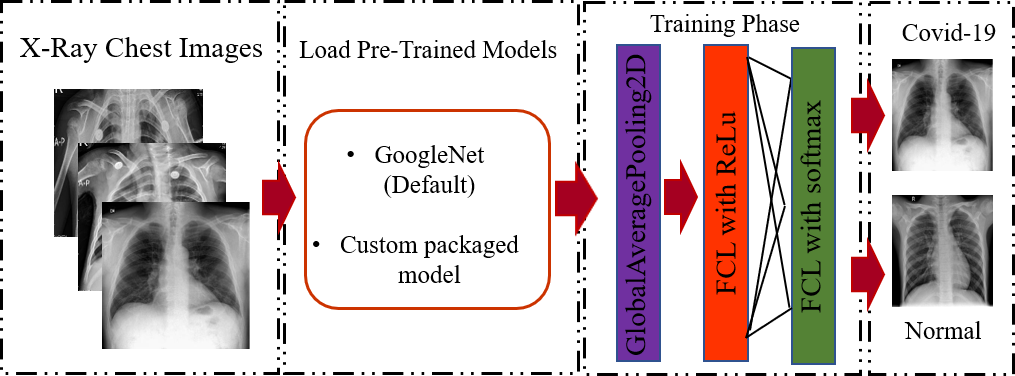 X-Ray Chest Images
R
A-P
R
A-P
Load Pre-Trained Models
• GoogleNet
(Default)
• Custom packaged
model
Training Phase
GlobalAveragePooling2D
FCL with ReLu
FCL with softmax
Covid-19
R
Normal